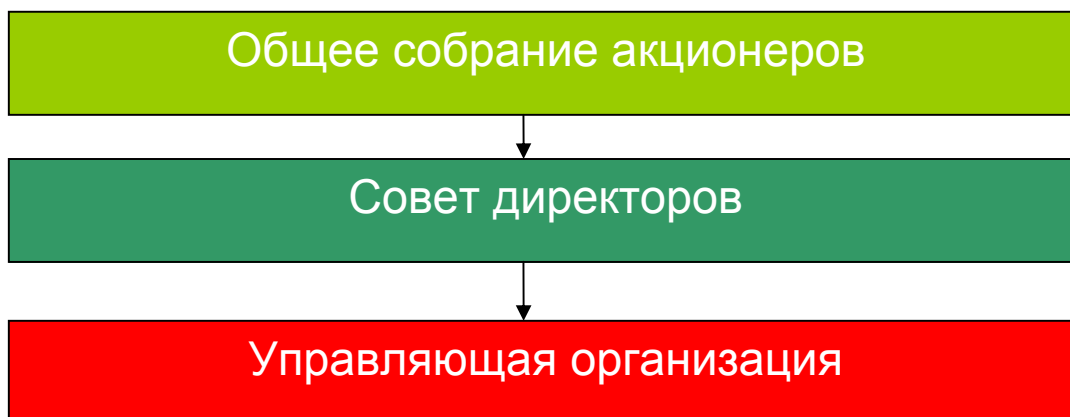 Общее собрание акционеров
Совет директоров
Управляющая организация